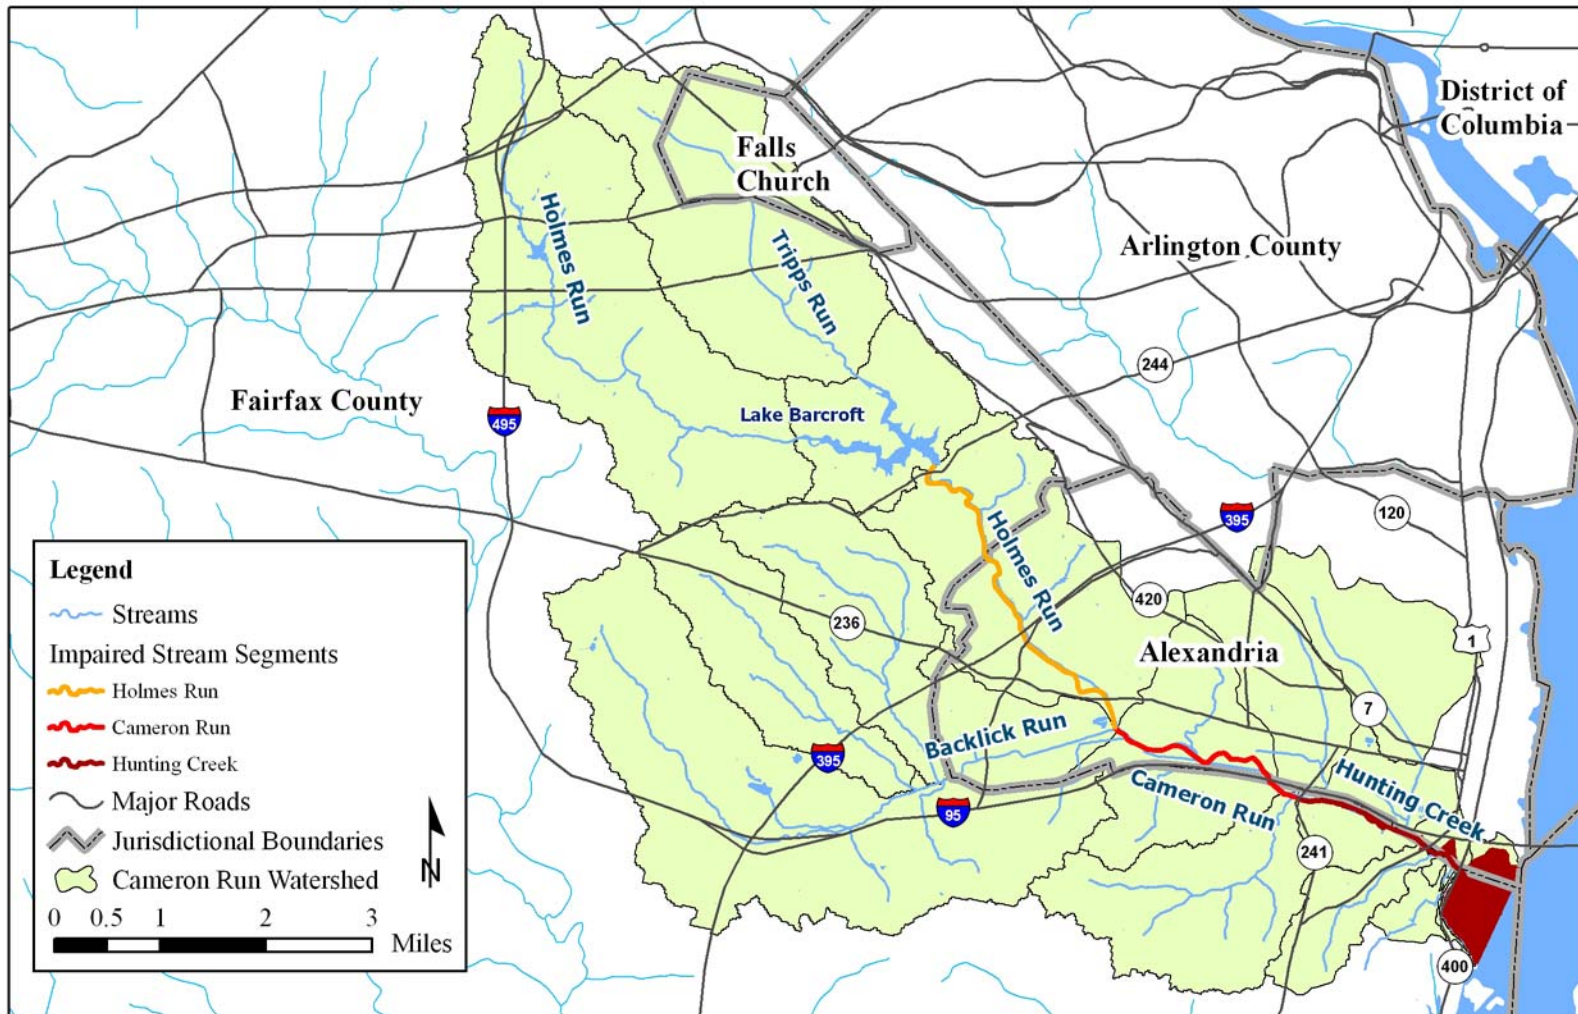 District of
Columbia
Falls
Church
Arlington County
Holmes Run
Tripps Run
244
Fairfax County
495
Lake Barcroft
120
395
Holmes Run
420
236
1
Alexandria
7
Backlick Run
395
Hunting Creek
Cameron Run
95
241
400
Legend
Streams
Impaired Stream Segments
Holmes Run
Cameron Run
Hunting Creek
Major Roads
Jurisdictional Boundaries
Cameron Run Watershed
N
0 0.5 1 2 3
Miles